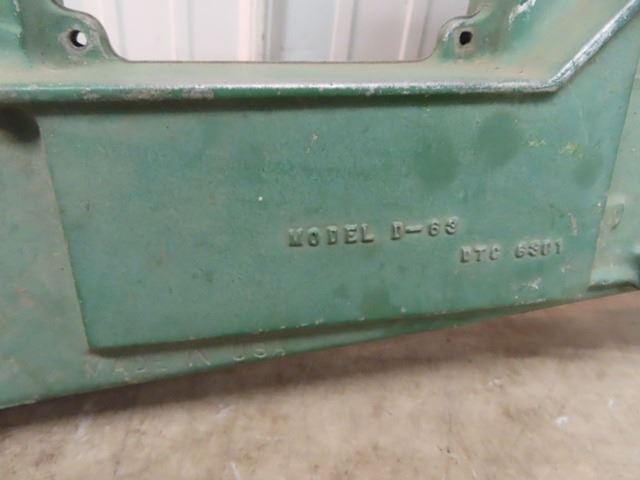 MODEL D-63
DTC 6301
MADE IN USA